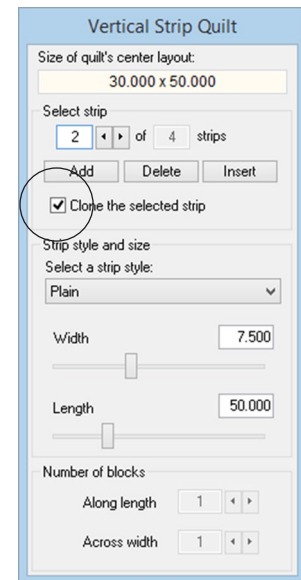 Vertical Strip Quilt
Size of quilt's center layout:
30.000 x 50.000
Select strip
2 of 4 strips
Add Delete Insert
Clone the selected strip
Strip style and size
Select a strip style:
Plain
Width 7.500
Length 50.000
Number of blocks
Along length 1
Across width 1